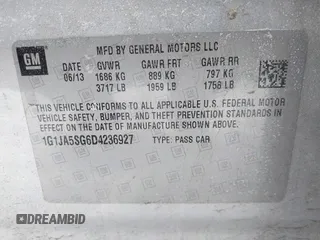 GM
MFD BY GENERAL MOTORS LLC
DATE GVWR GAWR FRT GAWR RR
06/13 1686 KG 889 KG 797 KG
3717 LB 1959 LB 1758 LB
THIS VEHICLE CONFORMS TO ALL APPLICABLE U.S. FEDERAL MOTOR
VEHICLE SAFETY, BUMPER, AND THEFT PREVENTION STANDARDS IN
EFFECT ON THE DATE OF MANUFACTURE SHOWN ABOVE.
1G1JA5SG6D4236927 TYPE: PASS CAR
iDrive.Cars